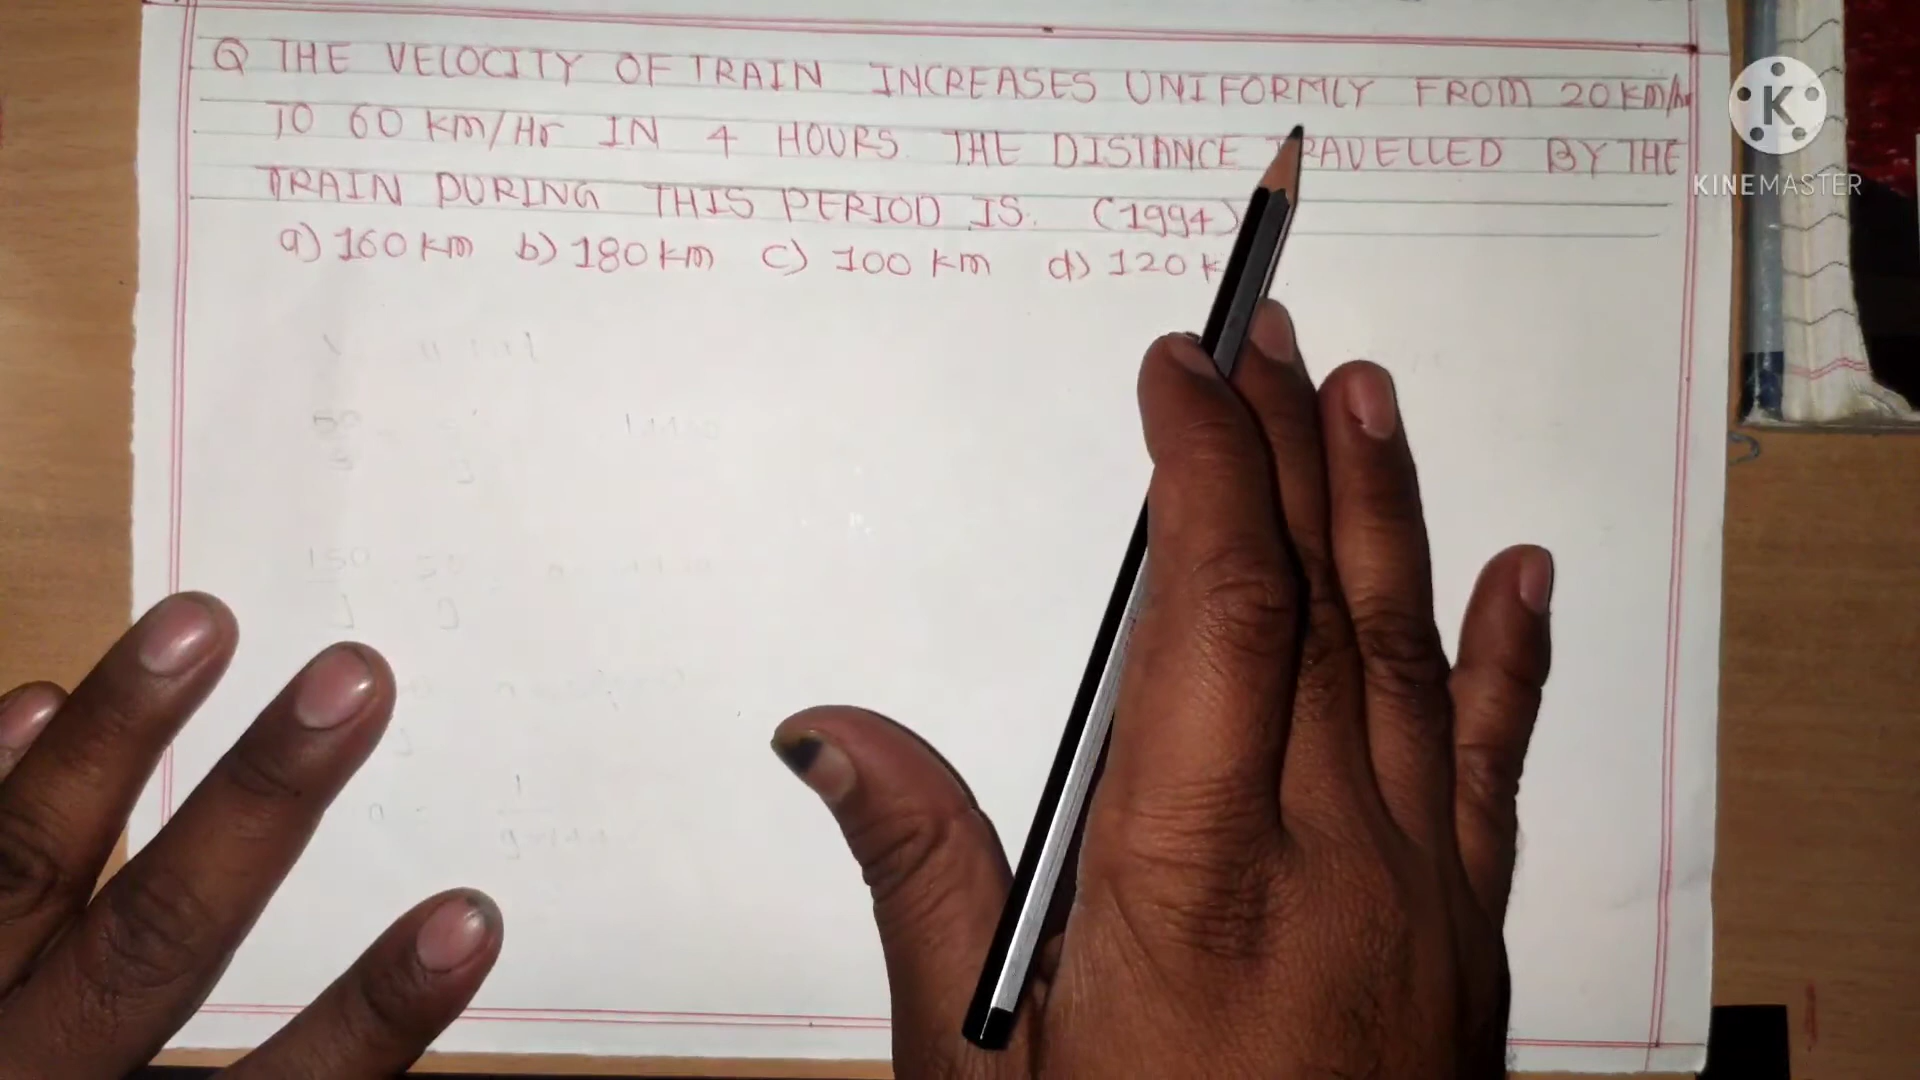 Q THE VELOCITY OF TRAIN INCREASES UNIFORMLY FROM 20 KM/Hr
TO 60 KM/Hr IN 4 HOURS. THE DISTANCE TRAVELLED BY THE
TRAIN DURING THIS PERIOD IS. (1994)
a) 160 km b) 180 km c) 100 km d) 120 k
K
KINEMASTER